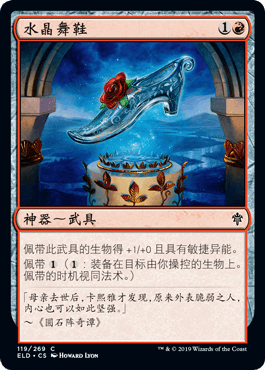 水晶舞鞋 1
神器～武具
佩带此武具的生物得 +1/+0 且具有敏捷异能。
佩带 1（1：装备在目标由你操控的生物上。
佩带的时机视同法术。）
「母亲去世后，卡熙雅才发现，原来外表脆弱之人，
内心也可以如此坚强。」
～《圆石阵奇谭》
119/269 C
ELD • CS Howard Lyon
™ & © 2019 Wizards of the Coast